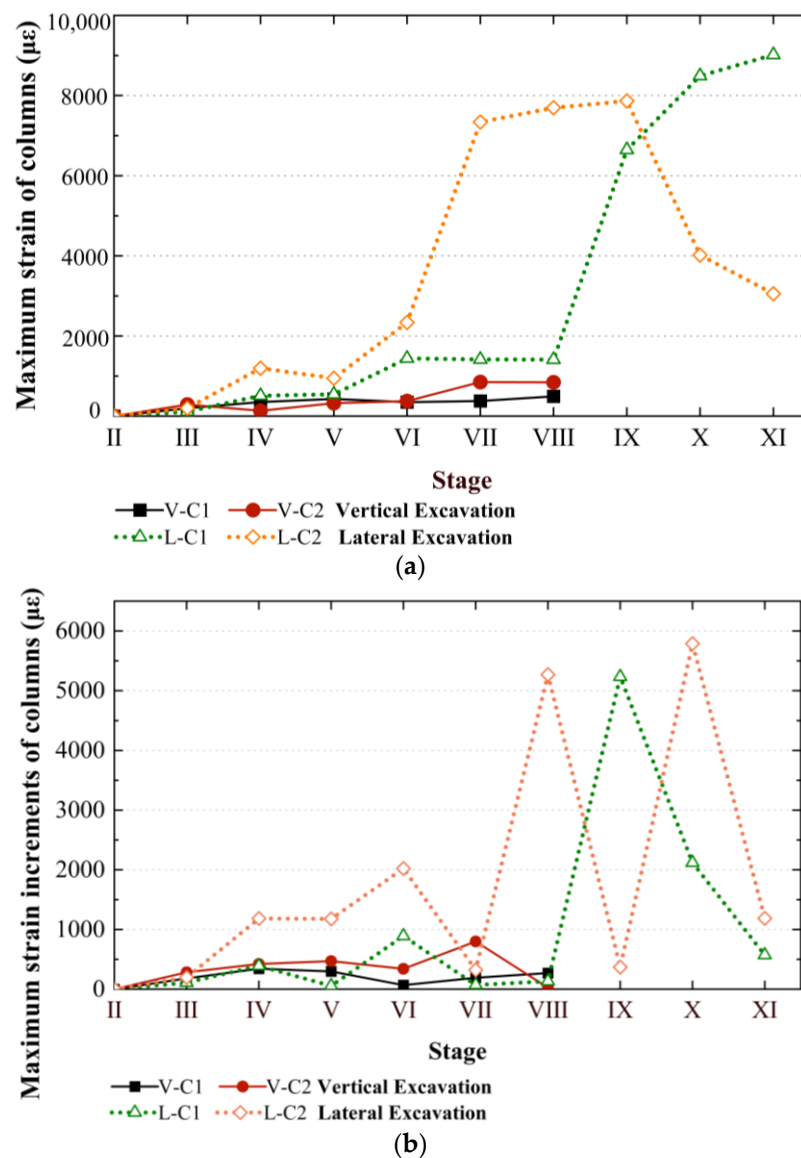 Maximum strain of columns (με)
10,000
8000
6000
4000
2000
0
II III IV V VI VII VIII IX X XI
Stage
V-C1 V-C2 Vertical Excavation
L-C1 L-C2 Lateral Excavation
(a)
Maximum strain increments of columns (με)
6000
5000
4000
3000
2000
1000
0
II III IV V VI VII VIII IX X XI
Stage
V-C1 V-C2 Vertical Excavation
L-C1 L-C2 Lateral Excavation
(b)